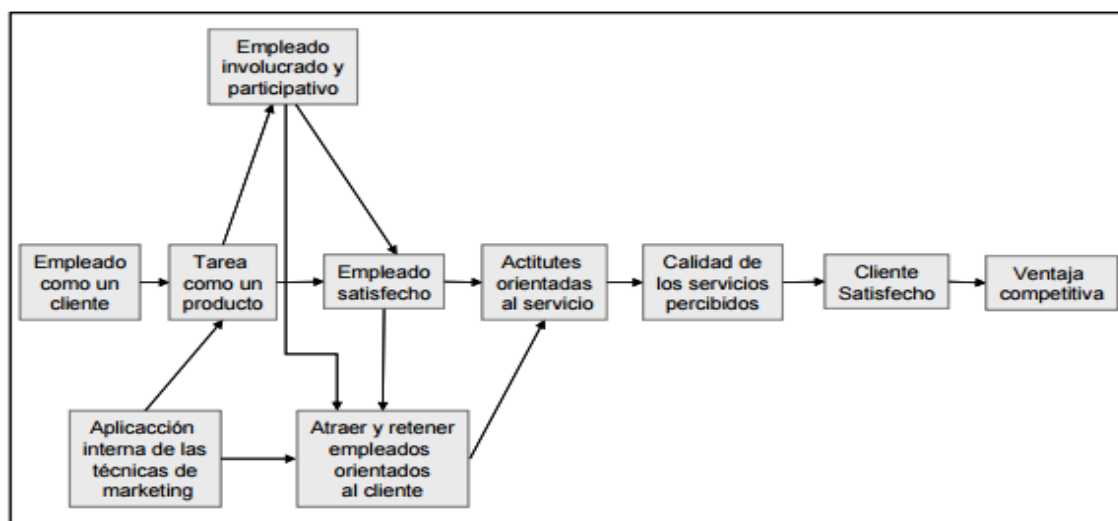 Empleado
involucrado y
participativo
Empleado
como un
cliente
Tarea
como un
producto
Empleado
satisfecho
Actitutes
orientadas
al servicio
Calidad de
los servicios
percibidos
Cliente
Satisfecho
Ventaja
competitiva
Aplicacción
interna de las
técnicas de
marketing
Atraer y retener
empleados
orientados
al cliente